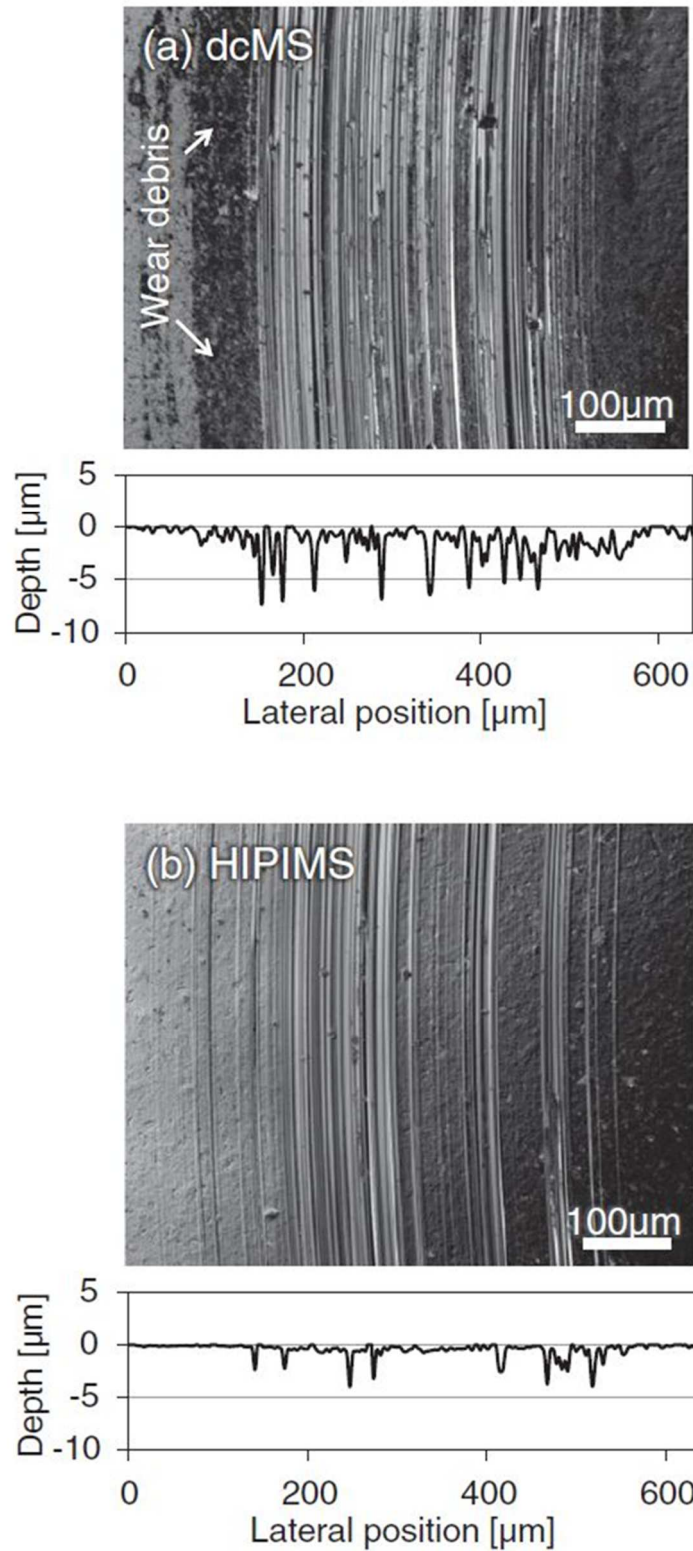 (a) dcMS
Wear debris
100µm
5
0
-5
-10
Depth [µm]
0 200 400 600
Lateral position [µm]
(b) HIPIMS
100µm
5
0
-5
-10
Depth [µm]
0 200 400 600
Lateral position [µm]